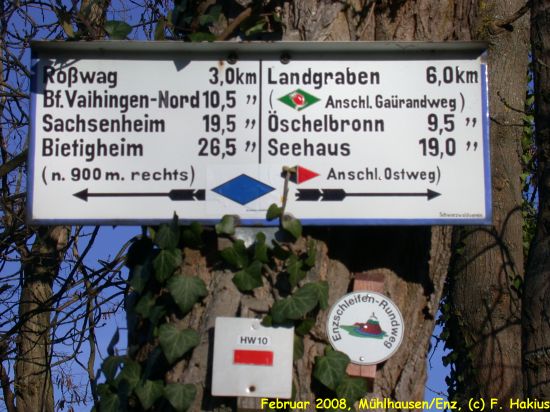 Roßwag 3,0km
Bf.Vaihingen-Nord 10,5 "
Sachsenheim 19,5 "
Bietigheim 26,5 "
(n. 900 m. rechts)
Landgraben 6,0km
( Anschl. Gäurandweg)
Öschelbronn 9,5 "
Seehaus 19,0 "
Anschl. Ostweg)
Schwarzwaldverein
HW10
Enzschleifen-Rundweg
Februar 2008, Mühlhausen/Enz, (c) F. Hakius